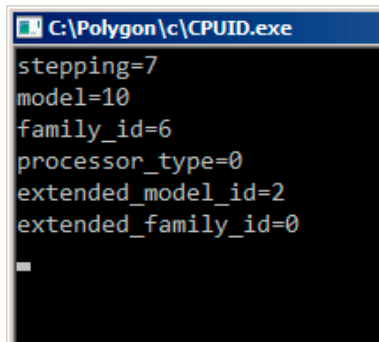 C:\Polygon\c\CPUID.exe
stepping=7
model=10
family_id=6
processor_type=0
extended_model_id=2
extended_family_id=0